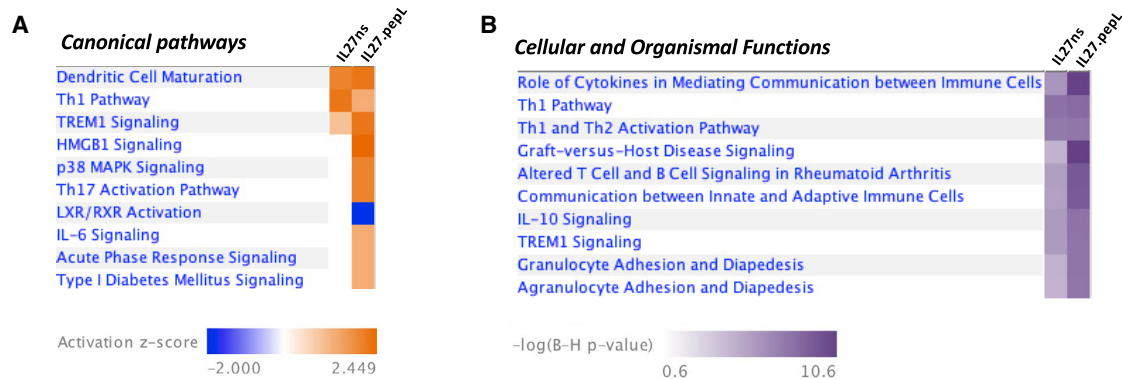 A
Canonical pathways
IL27ns
IL27.pepL
Dendritic Cell Maturation
Th1 Pathway
TREM1 Signaling
HMGB1 Signaling
p38 MAPK Signaling
Th17 Activation Pathway
LXR/RXR Activation
IL-6 Signaling
Acute Phase Response Signaling
Type I Diabetes Mellitus Signaling
Activation z-score
-2.000 2.449
B
Cellular and Organismal Functions
IL27ns
IL27.pepL
Role of Cytokines in Mediating Communication between Immune Cells
Th1 Pathway
Th1 and Th2 Activation Pathway
Graft-versus-Host Disease Signaling
Altered T Cell and B Cell Signaling in Rheumatoid Arthritis
Communication between Innate and Adaptive Immune Cells
IL-10 Signaling
TREM1 Signaling
Granulocyte Adhesion and Diapedesis
Agranulocyte Adhesion and Diapedesis
-log(B-H p-value)
0.6 10.6